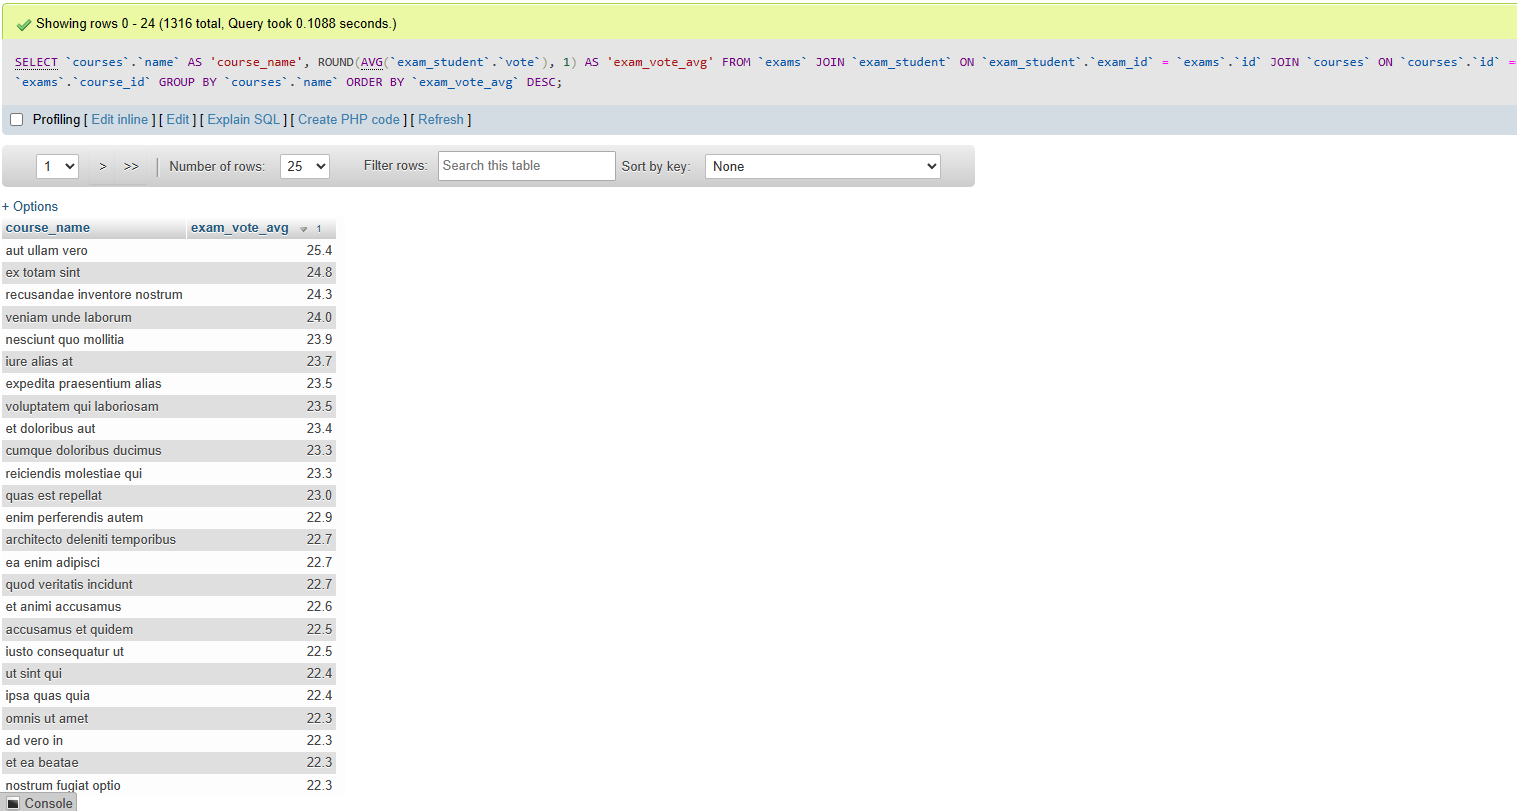 Showing rows 0 - 24 (1316 total, Query took 0.1088 seconds.)
SELECT `courses`.`name` AS 'course_name', ROUND(AVG(`exam_student`.`vote`), 1) AS 'exam_vote_avg' FROM `exams` JOIN `exam_student` ON `exam_student`.`exam_id` = `exams`.`id` JOIN `courses` ON `courses`.`id` =
`exams`.`course_id` GROUP BY `courses`.`name` ORDER BY `exam_vote_avg` DESC;
Profiling [ Edit inline ] [ Edit ] [ Explain SQL ] [ Create PHP code ] [ Refresh ]
1 > >> | Number of rows: 25 Filter rows: Search this table Sort by key: None
+ Options
course_name exam_vote_avg 1
aut ullam vero 25.4
ex totam sint 24.8
recusandae inventore nostrum 24.3
veniam unde laborum 24.0
nesciunt quo mollitia 23.9
iure alias at 23.7
expedita praesentium alias 23.5
voluptatem qui laboriosam 23.5
et doloribus aut 23.4
cumque doloribus ducimus 23.3
reiciendis molestiae qui 23.3
quas est repellat 23.0
enim perferendis autem 22.9
architecto deleniti temporibus 22.7
ea enim adipisci 22.7
quod veritatis incidunt 22.7
et animi accusamus 22.6
accusamus et quidem 22.5
iusto consequatur ut 22.5
ut sint qui 22.4
ipsa quas quia 22.4
omnis ut amet 22.3
ad vero in 22.3
et ea beatae 22.3
nostrum fugiat optio 22.3
Console